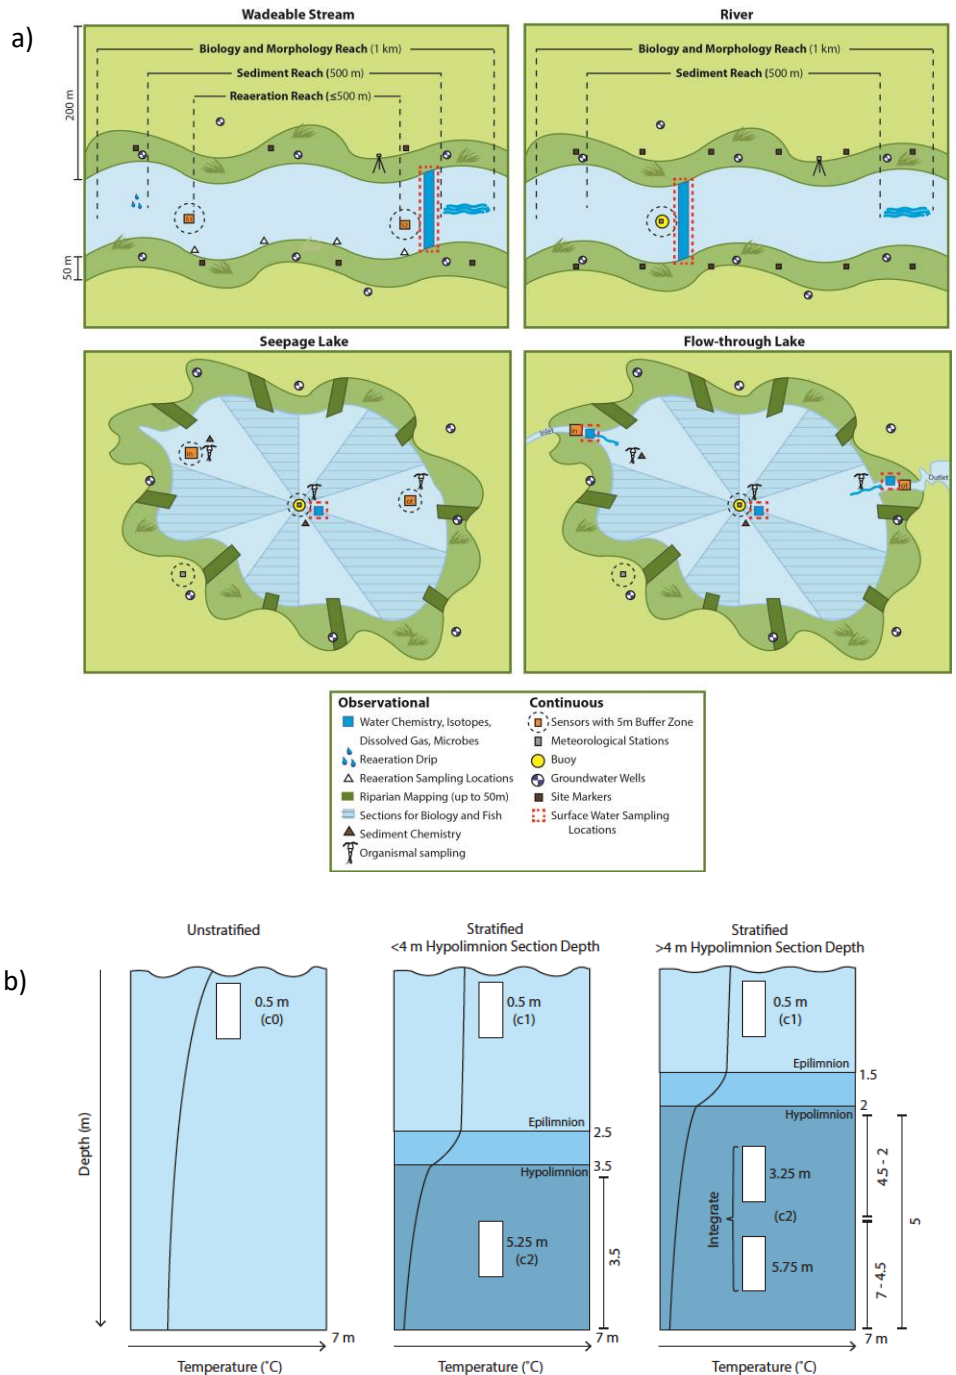 a)
Wadeable Stream
Biology and Morphology Reach (1 km)
Sediment Reach (500 m)
Reaeration Reach (≤500 m)
200 m
50 m
River
Biology and Morphology Reach (1 km)
Sediment Reach (500 m)
Seepage Lake
in
ot
Flow-through Lake
Inlet
in
ot
Outlet
Observational
Water Chemistry, Isotopes,
Dissolved Gas, Microbes
Reaeration Drip
Reaeration Sampling Locations
Riparian Mapping (up to 50m)
Sections for Biology and Fish
Sediment Chemistry
Organismal sampling
Continuous
Sensors with 5m Buffer Zone
Meteorological Stations
Buoy
Groundwater Wells
Site Markers
Surface Water Sampling
Locations
b)
Unstratified
Depth (m)
0.5 m
(c0)
7 m
Temperature (˚C)
Stratified
<4 m Hypolimnion Section Depth
0.5 m
(c1)
Epilimnion
2.5
3.5
Hypolimnion
5.25 m
(c2)
3.5
7 m
Temperature (˚C)
Stratified
>4 m Hypolimnion Section Depth
0.5 m
(c1)
Epilimnion
1.5
2
Hypolimnion
Integrate
3.25 m
(c2)
5.75 m
4.5 - 2
7 - 4.5
5
7 m
Temperature (˚C)